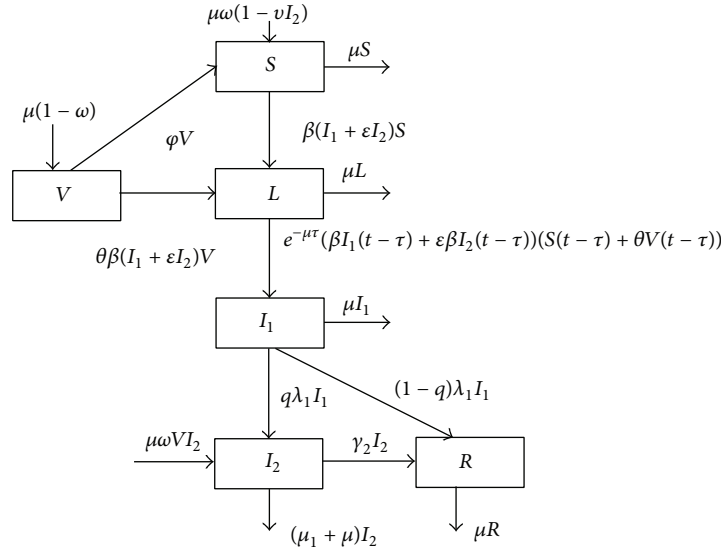 μω(1 − υI₂)
S
μS
μ(1 − ω)
φV
β(I₁ + εI₂)S
V
L
μL
θβ(I₁ + εI₂)V
e^{−μτ}(βI₁(t − τ) + εβI₂(t − τ))(S(t − τ) + θV(t − τ))
I₁
μI₁
qλ₁I₁
(1 − q)λ₁I₁
μωVI₂
I₂
γ₂I₂
R
(μ₁ + μ)I₂
μR